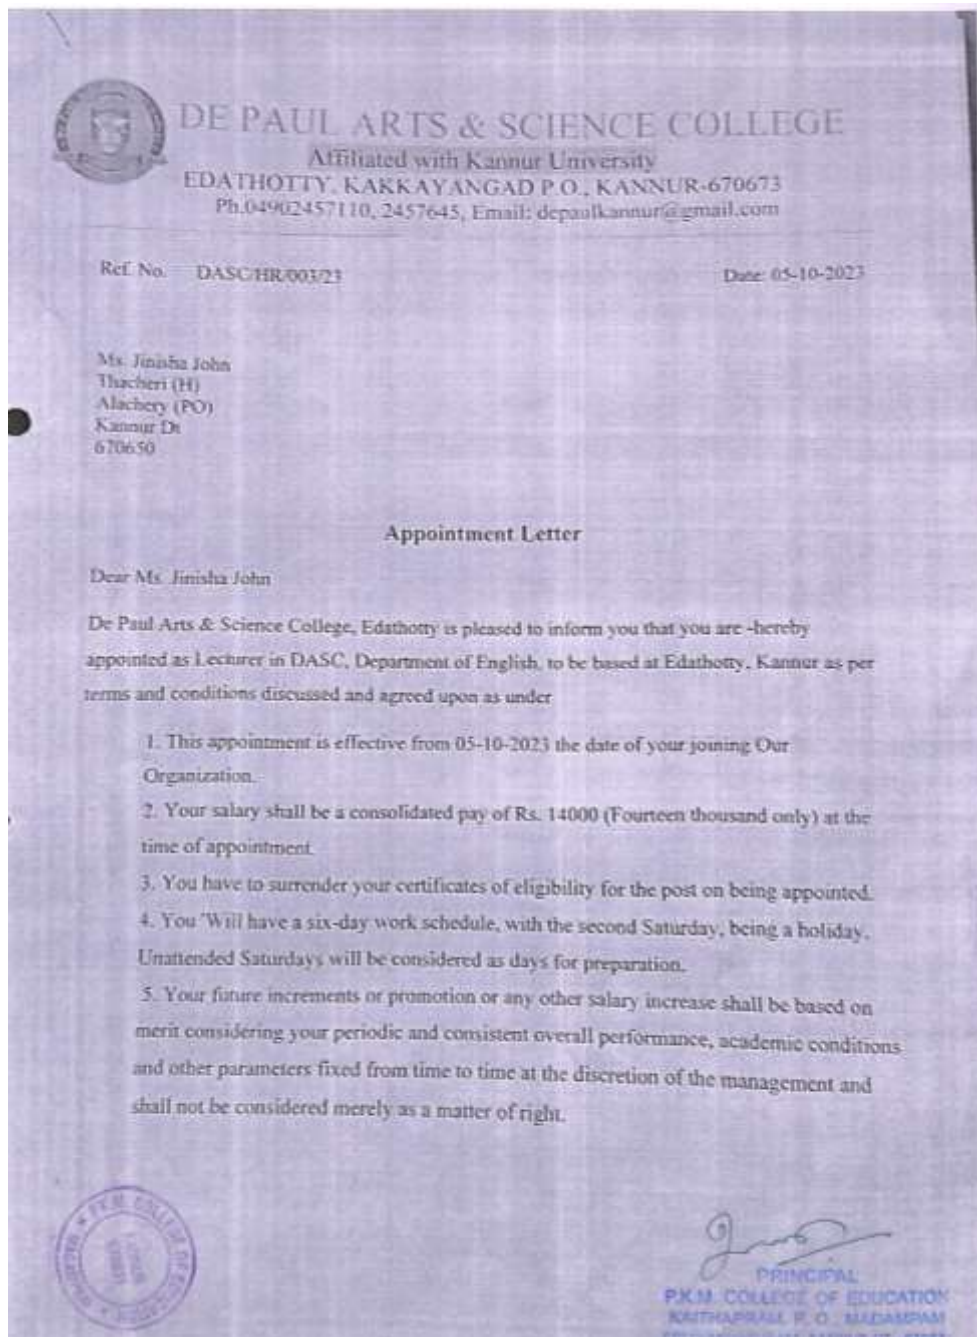 DE PAUL ARTS & SCIENCE COLLEGE
Affiliated with Kannur University
EDATHOTTY, KAKKAYANGAD P.O., KANNUR-670673
Ph.04902457110, 2457645, Email: depaulkannur@gmail.com
Ref. No. DASC/HR/003/23 Date: 05-10-2023
Ms. Jinisha John
Thacheri (H)
Alachery (PO)
Kannur Dt
670650
Appointment Letter
Dear Ms. Jinisha John
De Paul Arts & Science College, Edathotty is pleased to inform you that you are -hereby
appointed as Lecturer in DASC, Department of English, to be based at Edathotty, Kannur as per
terms and conditions discussed and agreed upon as under
1. This appointment is effective from 05-10-2023 the date of your joining Our
Organization.
2. Your salary shall be a consolidated pay of Rs. 14000 (Fourteen thousand only) at the
time of appointment.
3. You have to surrender your certificates of eligibility for the post on being appointed.
4. You 'Will have a six-day work schedule, with the second Saturday, being a holiday.
Unattended Saturdays will be considered as days for preparation.
5. Your future increments or promotion or any other salary increase shall be based on
merit considering your periodic and consistent overall performance, academic conditions
and other parameters fixed from time to time at the discretion of the management and
shall not be considered merely as a matter of right.
P.K.M. COLLEGE OF
PRINCIPAL
P.K.M. COLLEGE OF EDUCATION
KAITHAPRAM, P. O., MADAMPAM